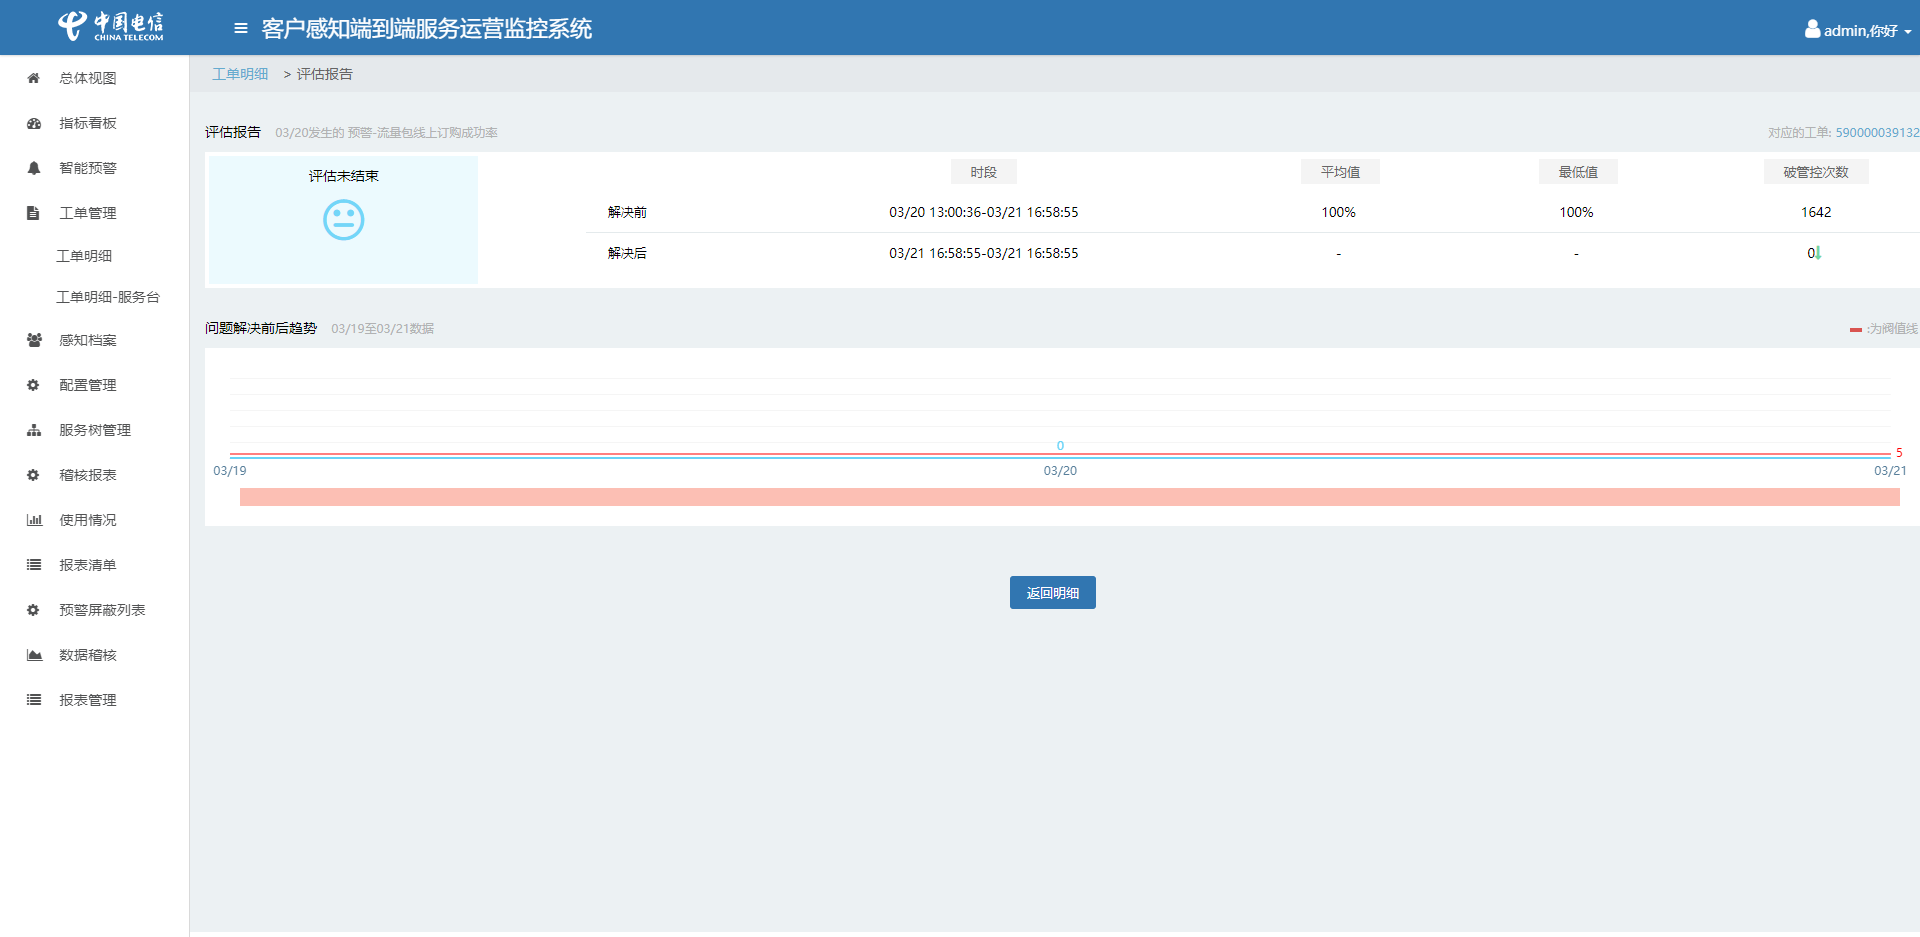 中国电信
CHINA TELECOM
客户感知端到端服务运营监控系统
admin,你好
总体视图
指标看板
智能预警
工单管理
工单明细
工单明细-服务台
感知档案
配置管理
服务树管理
稽核报表
使用情况
报表清单
预警屏蔽列表
数据稽核
报表管理
工单明细 > 评估报告
评估报告 03/20发生的 预警-流量包线上订购成功率
对应的工单: 590000039132
评估未结束
时段 平均值 最低值 破管控次数
解决前 03/20 13:00:36-03/21 16:58:55 100% 100% 1642
解决后 03/21 16:58:55-03/21 16:58:55 - - 0
问题解决前后趋势 03/19至03/21数据
:为阀值线
0
5
03/19 03/20 03/21
返回明细